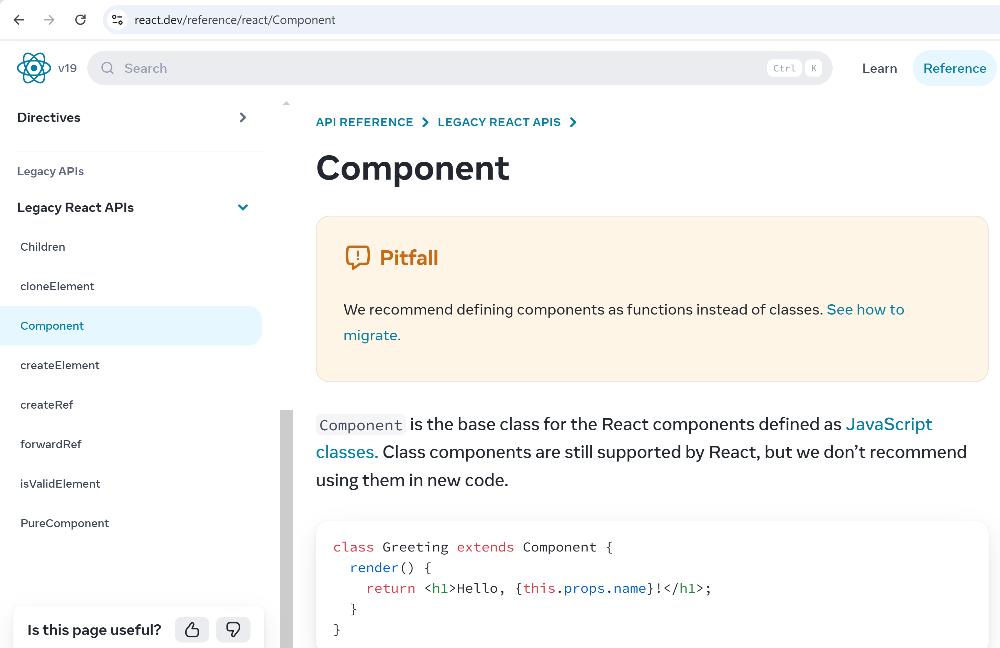 react.dev/reference/react/Component
v19
Search
Ctrl K
Learn
Reference
Directives
Legacy APIs
Legacy React APIs
Children
cloneElement
Component
createElement
createRef
forwardRef
isValidElement
PureComponent
Is this page useful?
API REFERENCE
LEGACY REACT APIS
Component
Pitfall
We recommend defining components as functions instead of classes. See how to
migrate.
Component is the base class for the React components defined as JavaScript
classes. Class components are still supported by React, but we don’t recommend
using them in new code.
class Greeting extends Component {
  render() {
    return <h1>Hello, {this.props.name}!</h1>;
  }
}